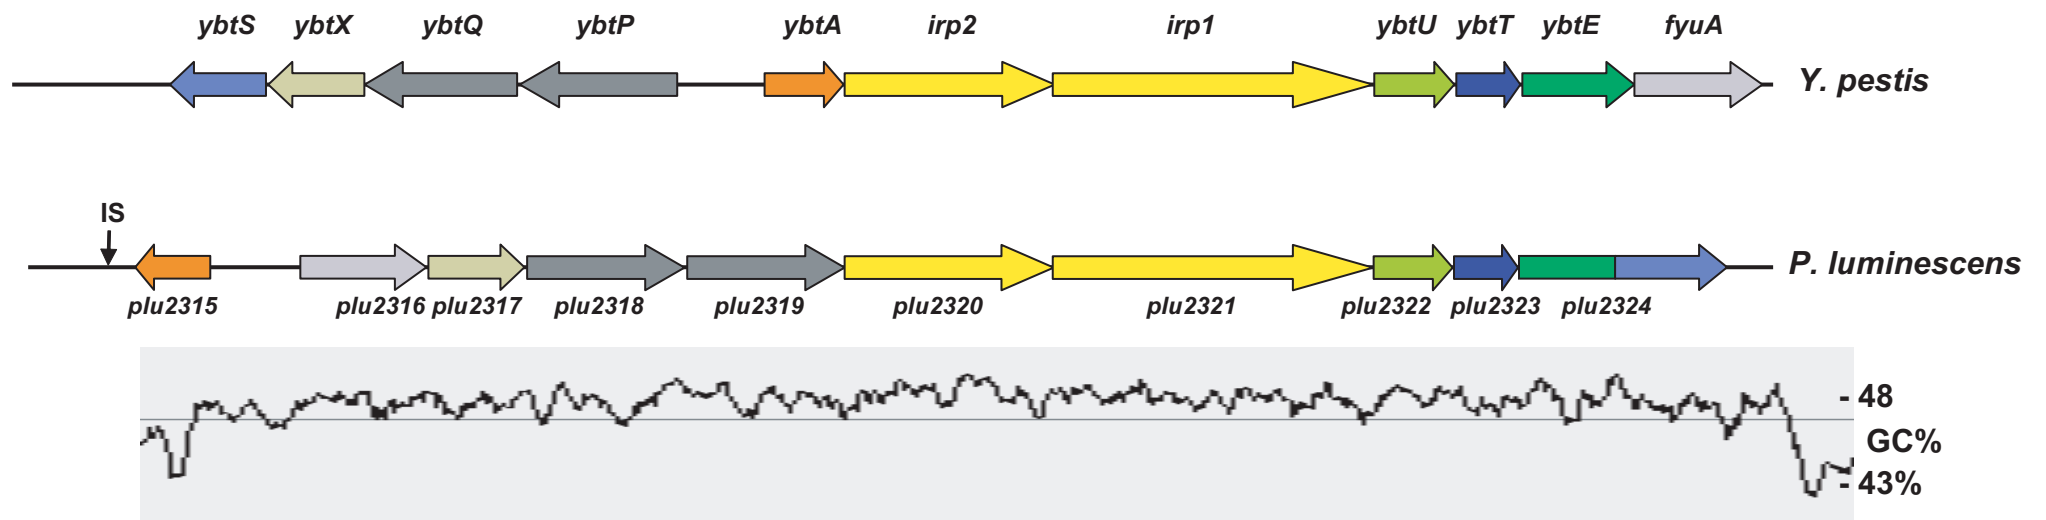 ybtS ybtX ybtQ ybtP ybtA irp2 irp1 ybtU ybtT ybtE fyuA
Y. pestis
IS
P. luminescens
plu2315 plu2316 plu2317 plu2318 plu2319 plu2320 plu2321 plu2322 plu2323 plu2324
- 48
GC%
- 43%